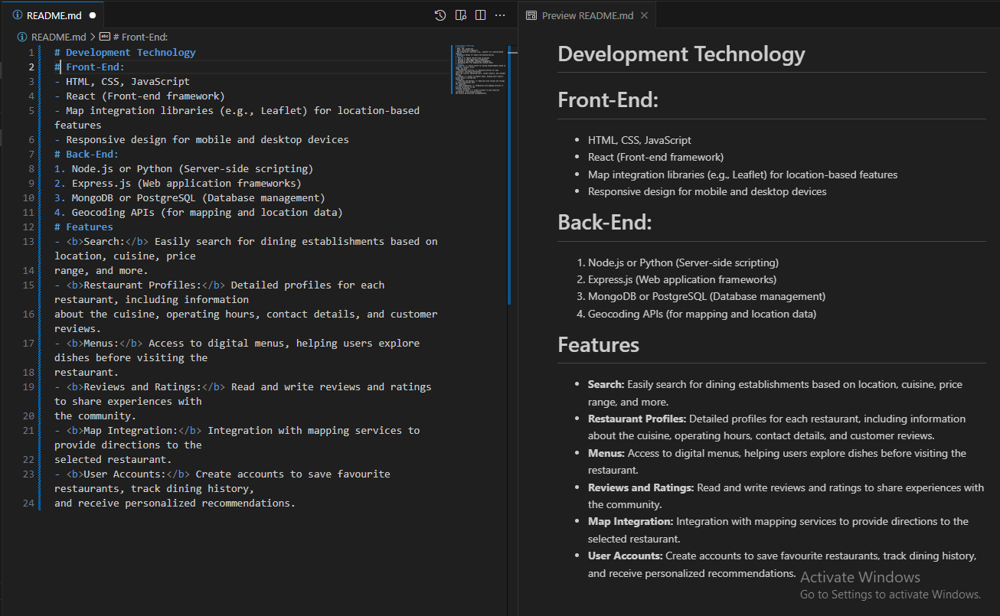 README.md
Preview README.md
README.md > # Front-End:
1 # Development Technology
2 # Front-End:
3 - HTML, CSS, JavaScript
4 - React (Front-end framework)
5 - Map integration libraries (e.g., Leaflet) for location-based
features
6 - Responsive design for mobile and desktop devices
7 # Back-End:
8 1. Node.js or Python (Server-side scripting)
9 2. Express.js (Web application frameworks)
10 3. MongoDB or PostgreSQL (Database management)
11 4. Geocoding APIs (for mapping and location data)
12 # Features
13 - <b>Search:</b> Easily search for dining establishments based on
location, cuisine, price
14 range, and more.
15 - <b>Restaurant Profiles:</b> Detailed profiles for each
restaurant, including information
16 about the cuisine, operating hours, contact details, and customer
reviews.
17 - <b>Menus:</b> Access to digital menus, helping users explore
dishes before visiting the
18 restaurant.
19 - <b>Reviews and Ratings:</b> Read and write reviews and ratings
to share experiences with
20 the community.
21 - <b>Map Integration:</b> Integration with mapping services to
provide directions to the
22 selected restaurant.
23 - <b>User Accounts:</b> Create accounts to save favourite
restaurants, track dining history,
24 and receive personalized recommendations.
Development Technology
Front-End:
• HTML, CSS, JavaScript
• React (Front-end framework)
• Map integration libraries (e.g., Leaflet) for location-based features
• Responsive design for mobile and desktop devices
Back-End:
1. Node.js or Python (Server-side scripting)
2. Express.js (Web application frameworks)
3. MongoDB or PostgreSQL (Database management)
4. Geocoding APIs (for mapping and location data)
Features
• Search: Easily search for dining establishments based on location, cuisine, price
range, and more.
• Restaurant Profiles: Detailed profiles for each restaurant, including information
about the cuisine, operating hours, contact details, and customer reviews.
• Menus: Access to digital menus, helping users explore dishes before visiting the
restaurant.
• Reviews and Ratings: Read and write reviews and ratings to share experiences with
the community.
• Map Integration: Integration with mapping services to provide directions to the
selected restaurant.
• User Accounts: Create accounts to save favourite restaurants, track dining history,
and receive personalized recommendations.
Activate Windows
Go to Settings to activate Windows.